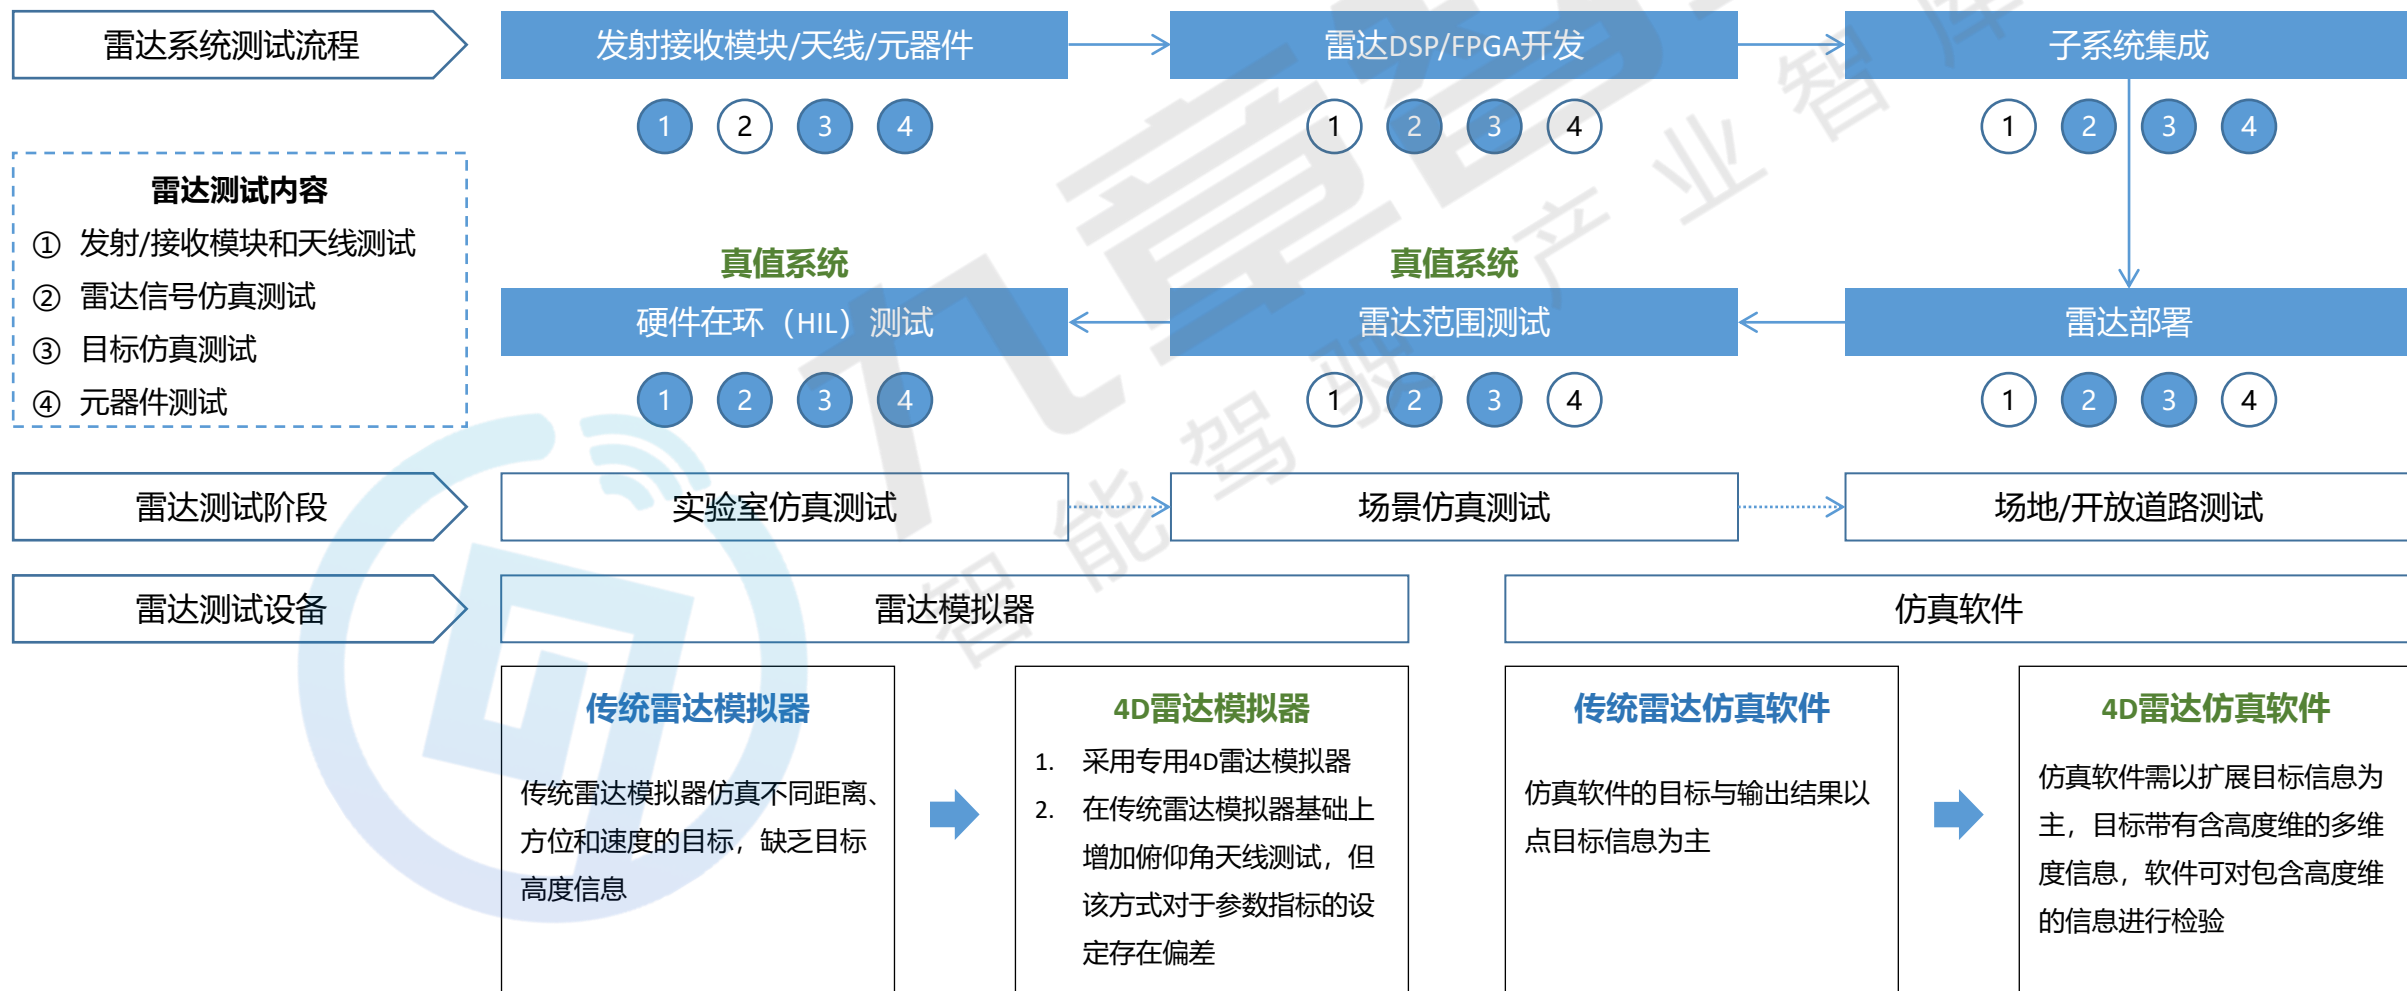 雷达系统测试流程
发射接收模块/天线/元器件
雷达DSP/FPGA开发
子系统集成
1 2 3 4
1 2 3 4
1 2 3 4
雷达测试内容
① 发射/接收模块和天线测试
② 雷达信号仿真测试
③ 目标仿真测试
④ 元器件测试
真值系统
真值系统
硬件在环（HIL）测试
雷达范围测试
雷达部署
1 2 3 4
1 2 3 4
1 2 3 4
雷达测试阶段
实验室仿真测试
场景仿真测试
场地/开放道路测试
雷达测试设备
雷达模拟器
仿真软件
传统雷达模拟器
传统雷达模拟器仿真不同距离、
方位和速度的目标，缺乏目标
高度信息
4D雷达模拟器
1. 采用专用4D雷达模拟器
2. 在传统雷达模拟器基础上
增加俯仰角天线测试，但
该方式对于参数指标的设
定存在偏差
传统雷达仿真软件
仿真软件的目标与输出结果以
点目标信息为主
4D雷达仿真软件
仿真软件需以扩展目标信息为
主，目标带有含高度维的多维
度信息，软件可对包含高度维
的信息进行检验
九章智
智能驾驶产业智库